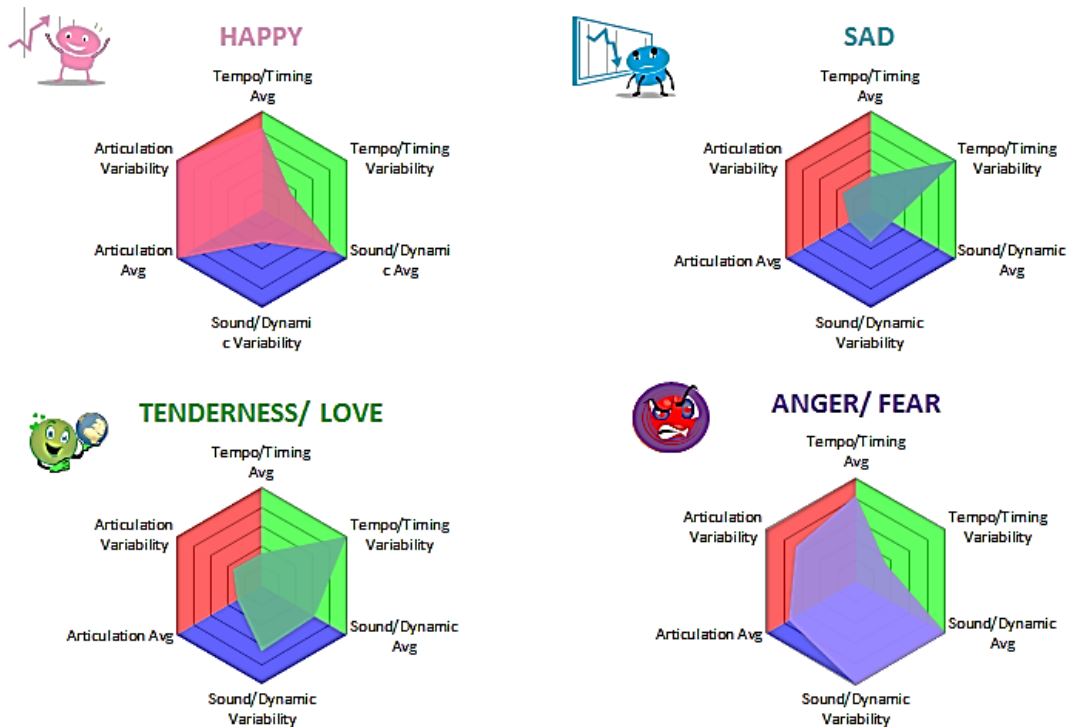 HAPPY
Tempo/Timing
Avg
Articulation
Variability
Tempo/Timing
Variability
Articulation
Avg
Sound/Dynami
c Avg
Sound/Dynami
c Variability
SAD
Tempo/Timing
Avg
Articulation
Variability
Tempo/Timing
Variability
Articulation Avg
Sound/Dynamic
Avg
Sound/Dynamic
Variability
TENDERNESS/ LOVE
Tempo/Timing
Avg
Articulation
Variability
Tempo/Timing
Variability
Articulation Avg
Sound/Dynamic
Avg
Sound/Dynamic
Variability
ANGER/ FEAR
Tempo/Timing
Avg
Articulation
Variability
Tempo/Timing
Variability
Articulation Avg
Sound/Dynamic
Avg
Sound/Dynamic
Variability